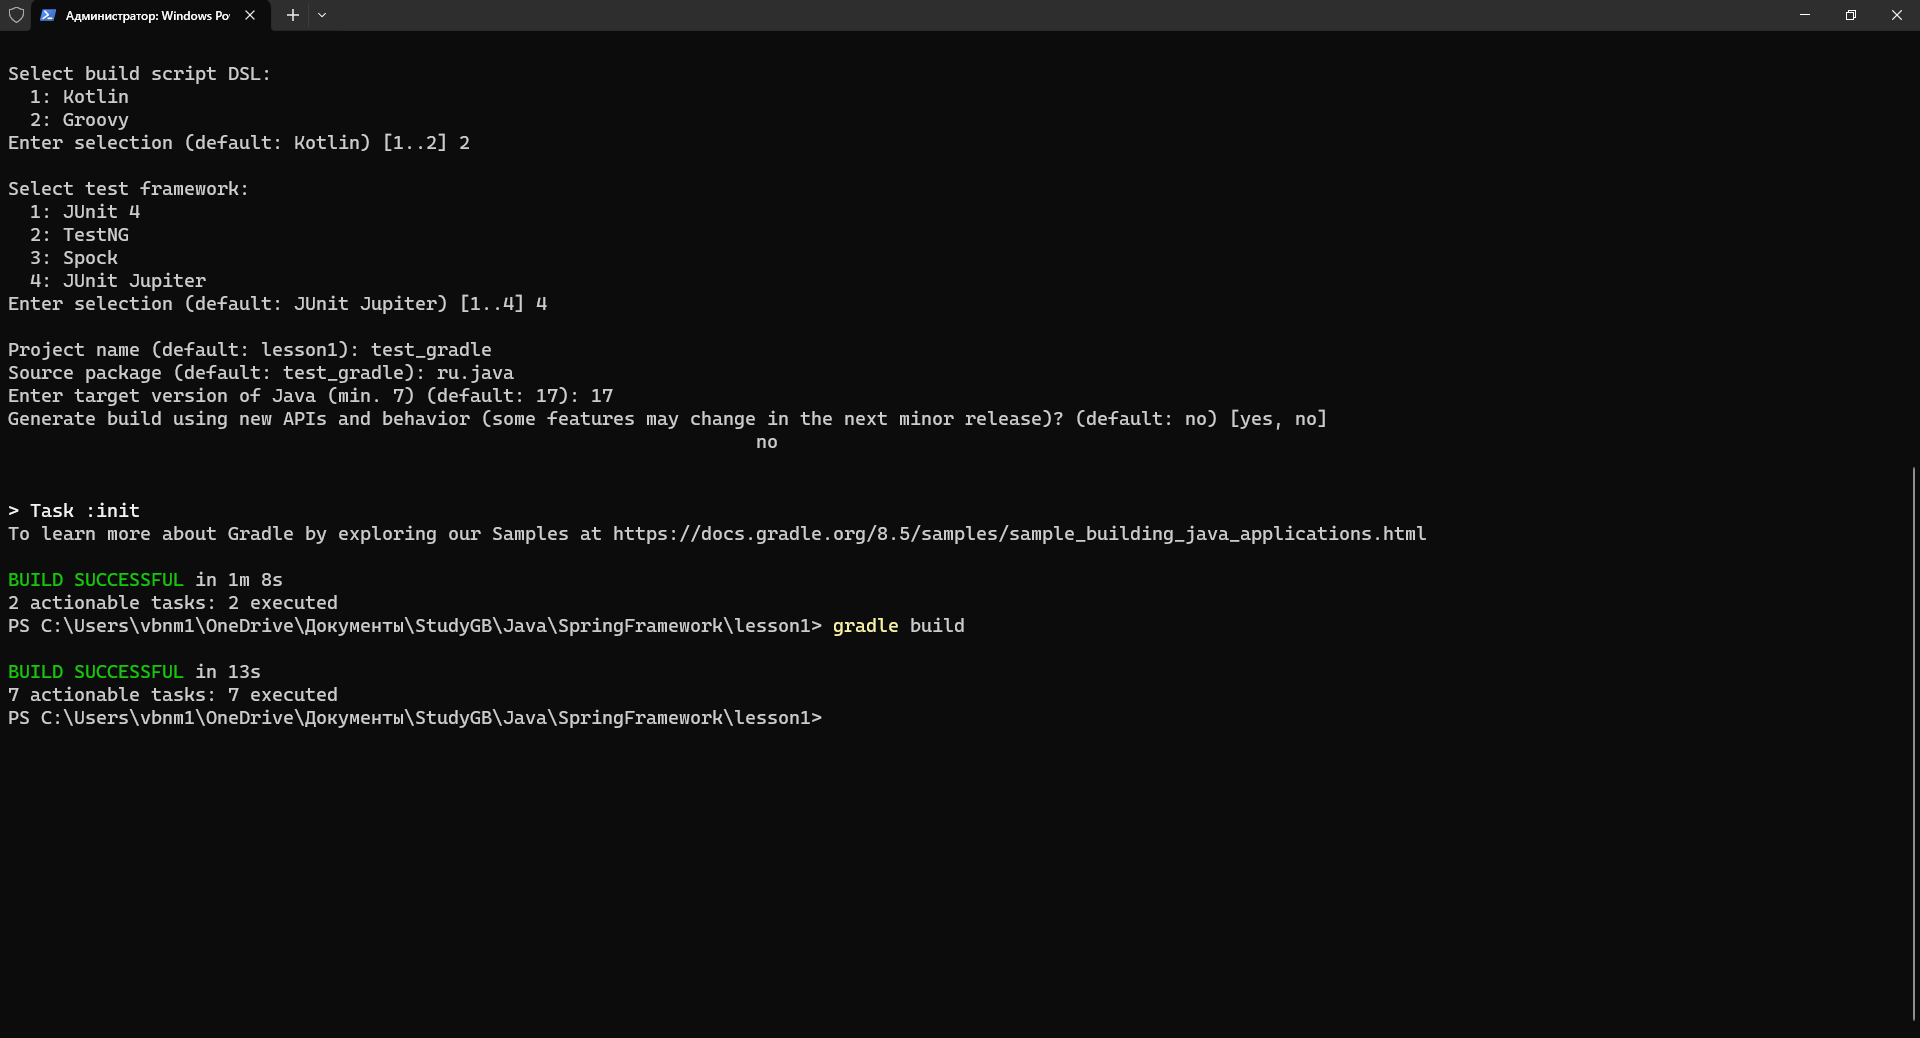 Администратор: Windows Po
Select build script DSL:
  1: Kotlin
  2: Groovy
Enter selection (default: Kotlin) [1..2] 2
Select test framework:
  1: JUnit 4
  2: TestNG
  3: Spock
  4: JUnit Jupiter
Enter selection (default: JUnit Jupiter) [1..4] 4
Project name (default: lesson1): test_gradle
Source package (default: test_gradle): ru.java
Enter target version of Java (min. 7) (default: 17): 17
Generate build using new APIs and behavior (some features may change in the next minor release)? (default: no) [yes, no]
no
> Task :init
To learn more about Gradle by exploring our Samples at https://docs.gradle.org/8.5/samples/sample_building_java_applications.html
BUILD SUCCESSFUL in 1m 8s
2 actionable tasks: 2 executed
PS C:\Users\vbnm1\OneDrive\Документы\StudyGB\Java\SpringFramework\lesson1> gradle build
BUILD SUCCESSFUL in 13s
7 actionable tasks: 7 executed
PS C:\Users\vbnm1\OneDrive\Документы\StudyGB\Java\SpringFramework\lesson1>